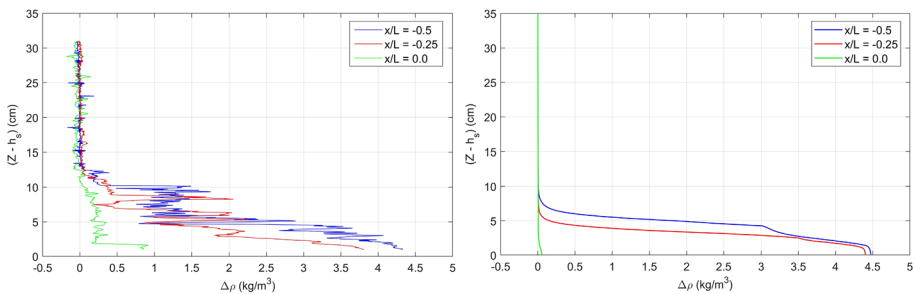 35
30
25
20
15
10
5
0
(Z - hs) (cm)
-0.5 0 0.5 1 1.5 2 2.5 3 3.5 4 4.5 5
Δρ (kg/m³)
x/L = -0.5
x/L = -0.25
x/L = 0.0
35
30
25
20
15
10
5
0
(Z - hs) (cm)
-0.5 0 0.5 1 1.5 2 2.5 3 3.5 4 4.5 5
Δρ (kg/m³)
x/L = -0.5
x/L = -0.25
x/L = 0.0